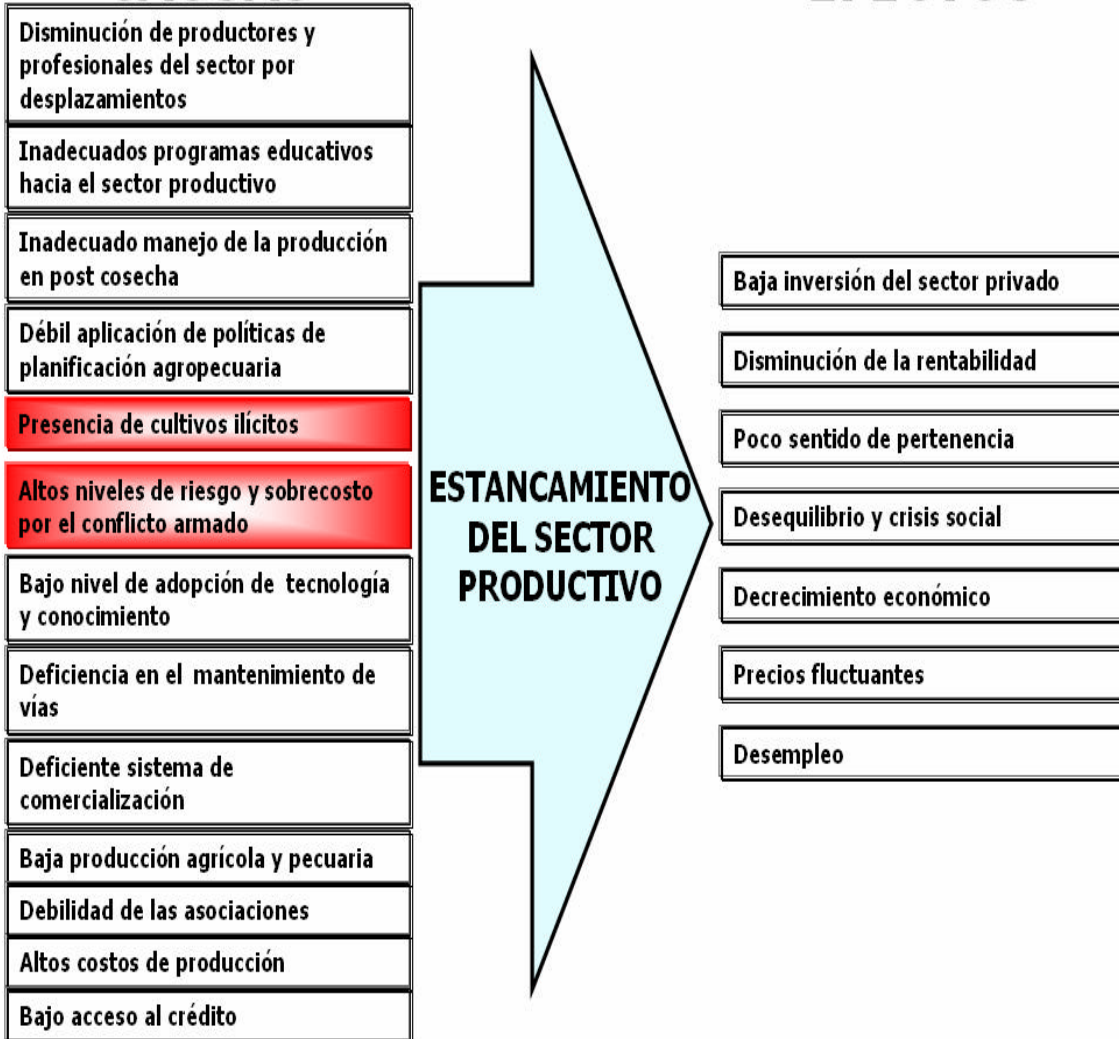 Disminución de productores y
profesionales del sector por
desplazamientos
Inadecuados programas educativos
hacia el sector productivo
Inadecuado manejo de la producción
en post cosecha
Débil aplicación de políticas de
planificación agropecuaria
Presencia de cultivos ilícitos
Altos niveles de riesgo y sobrecosto
por el conflicto armado
Bajo nivel de adopción de tecnología
y conocimiento
Deficiencia en el mantenimiento de
vías
Deficiente sistema de
comercialización
Baja producción agrícola y pecuaria
Debilidad de las asociaciones
Altos costos de producción
Bajo acceso al crédito
ESTANCAMIENTO
DEL SECTOR
PRODUCTIVO
Baja inversión del sector privado
Disminución de la rentabilidad
Poco sentido de pertenencia
Desequilibrio y crisis social
Decrecimiento económico
Precios fluctuantes
Desempleo